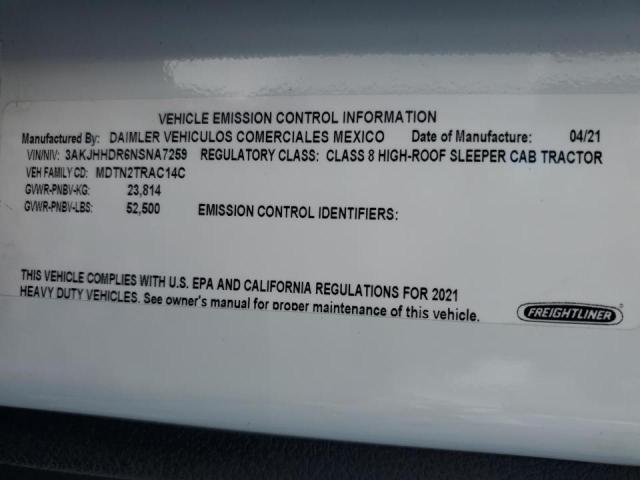 VEHICLE EMISSION CONTROL INFORMATION
Manufactured By: DAIMLER VEHICULOS COMERCIALES MEXICO Date of Manufacture: 04/21
VIN/NIV: 3AKJHHDR6NSNA7259 REGULATORY CLASS: CLASS 8 HIGH-ROOF SLEEPER CAB TRACTOR
VEH FAMILY CD: MDTN2TRAC14C
GVWR-PNBV-KG: 23,814
GVWR-PNBV-LBS: 52,500 EMISSION CONTROL IDENTIFIERS:
THIS VEHICLE COMPLIES WITH U.S. EPA AND CALIFORNIA REGULATIONS FOR 2021
HEAVY DUTY VEHICLES. See owner's manual for proper maintenance of this vehicle.
FREIGHTLINER